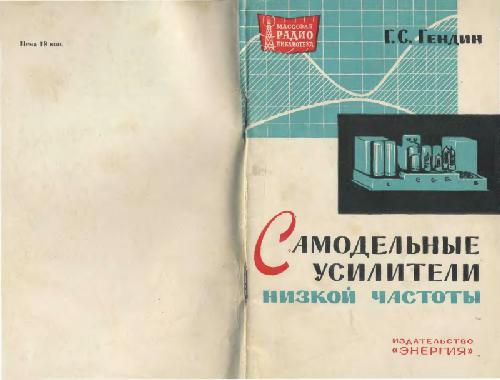 Цена 18 коп.
МАССОВАЯ
РАДИО
БИБЛИОТЕКА
Г.С.Гендин
САМОДЕЛЬНЫЕ
УСИЛИТЕЛИ
НИЗКОЙ ЧАСТОТЫ
ИЗДАТЕЛЬСТВО
«ЭНЕРГИЯ»